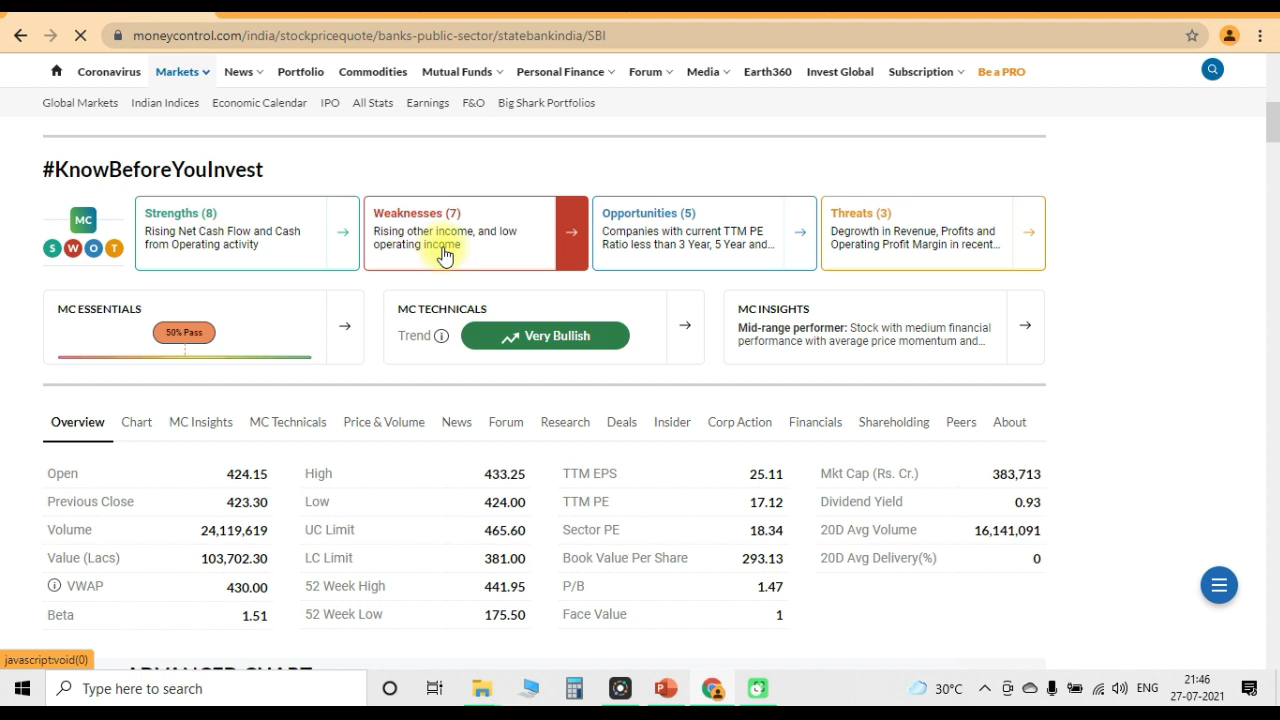 moneycontrol.com/india/stockpricequote/banks-public-sector/statebankindia/SBI
Coronavirus Markets News Portfolio Commodities Mutual Funds Personal Finance Forum Media Earth360 Invest Global Subscription Be a PRO
Global Markets Indian Indices Economic Calendar IPO All Stats Earnings F&O Big Shark Portfolios
#KnowBeforeYouInvest
MC
S W O T
Strengths (8)
Rising Net Cash Flow and Cash
from Operating activity
Weaknesses (7)
Rising other income, and low
operating income
Opportunities (5)
Companies with current TTM PE
Ratio less than 3 Year, 5 Year and...
Threats (3)
Degrowth in Revenue, Profits and
Operating Profit Margin in recent...
MC ESSENTIALS
50% Pass
MC TECHNICALS
Trend Very Bullish
MC INSIGHTS
Mid-range performer: Stock with medium financial
performance with average price momentum and...
Overview Chart MC Insights MC Technicals Price & Volume News Forum Research Deals Insider Corp Action Financials Shareholding Peers About
Open 424.15 High 433.25 TTM EPS 25.11 Mkt Cap (Rs. Cr.) 383,713
Previous Close 423.30 Low 424.00 TTM PE 17.12 Dividend Yield 0.93
Volume 24,119,619 UC Limit 465.60 Sector PE 18.34 20D Avg Volume 16,141,091
Value (Lacs) 103,702.30 LC Limit 381.00 Book Value Per Share 293.13 20D Avg Delivery(%) 0
VWAP 430.00 52 Week High 441.95 P/B 1.47
Beta 1.51 52 Week Low 175.50 Face Value 1
javascript:void(0)
ADVANCED CHART
Type here to search
30°C ENG
21:46
27-07-2021